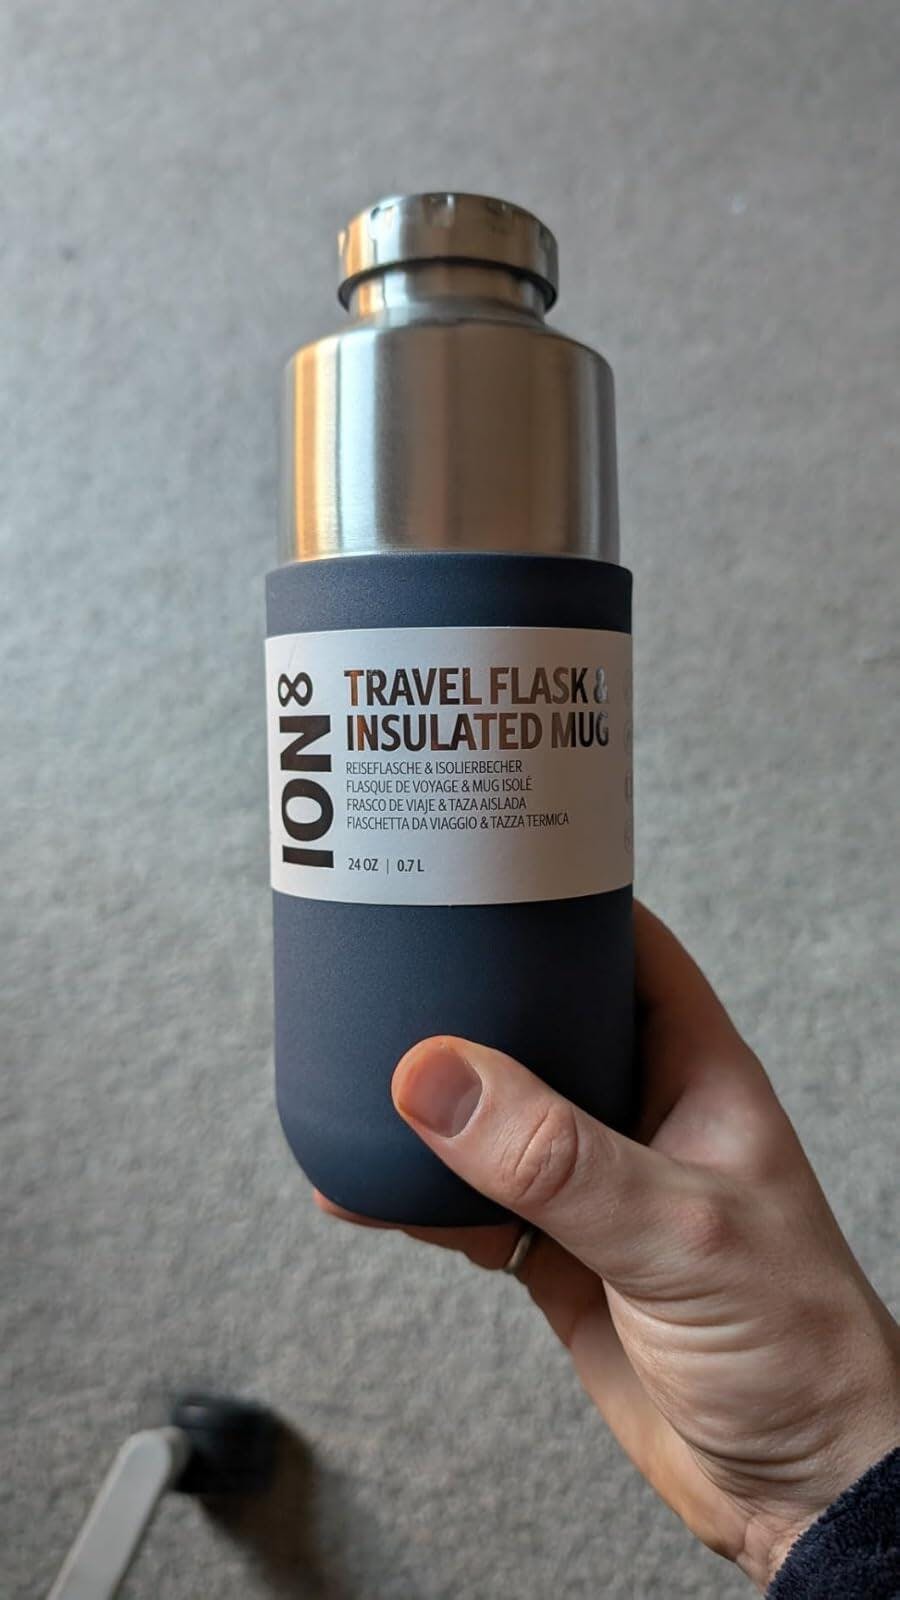 ION8
TRAVEL FLASK &
INSULATED MUG
REISEFLASCHE & ISOLIERBECHER
FLASQUE DE VOYAGE & MUG ISOLÉ
FRASCO DE VIAJE & TAZA AISLADA
FIASCHETTA DA VIAGGIO & TAZZA TERMICA
24 OZ | 0.7 L